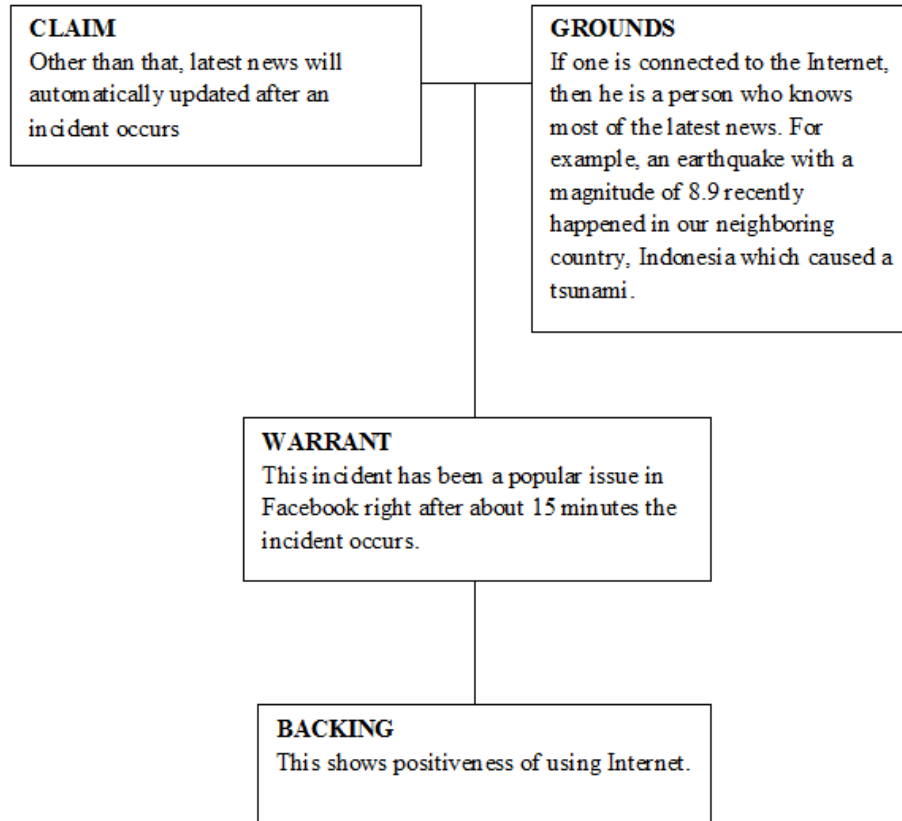 CLAIM
Other than that, latest news will
automatically updated after an
incident occurs
GROUNDS
If one is connected to the Internet,
then he is a person who knows
most of the latest news. For
example, an earthquake with a
magnitude of 8.9 recently
happened in our neighboring
country, Indonesia which caused a
tsunami.
WARRANT
This incident has been a popular issue in
Facebook right after about 15 minutes the
incident occurs.
BACKING
This shows positiveness of using Internet.